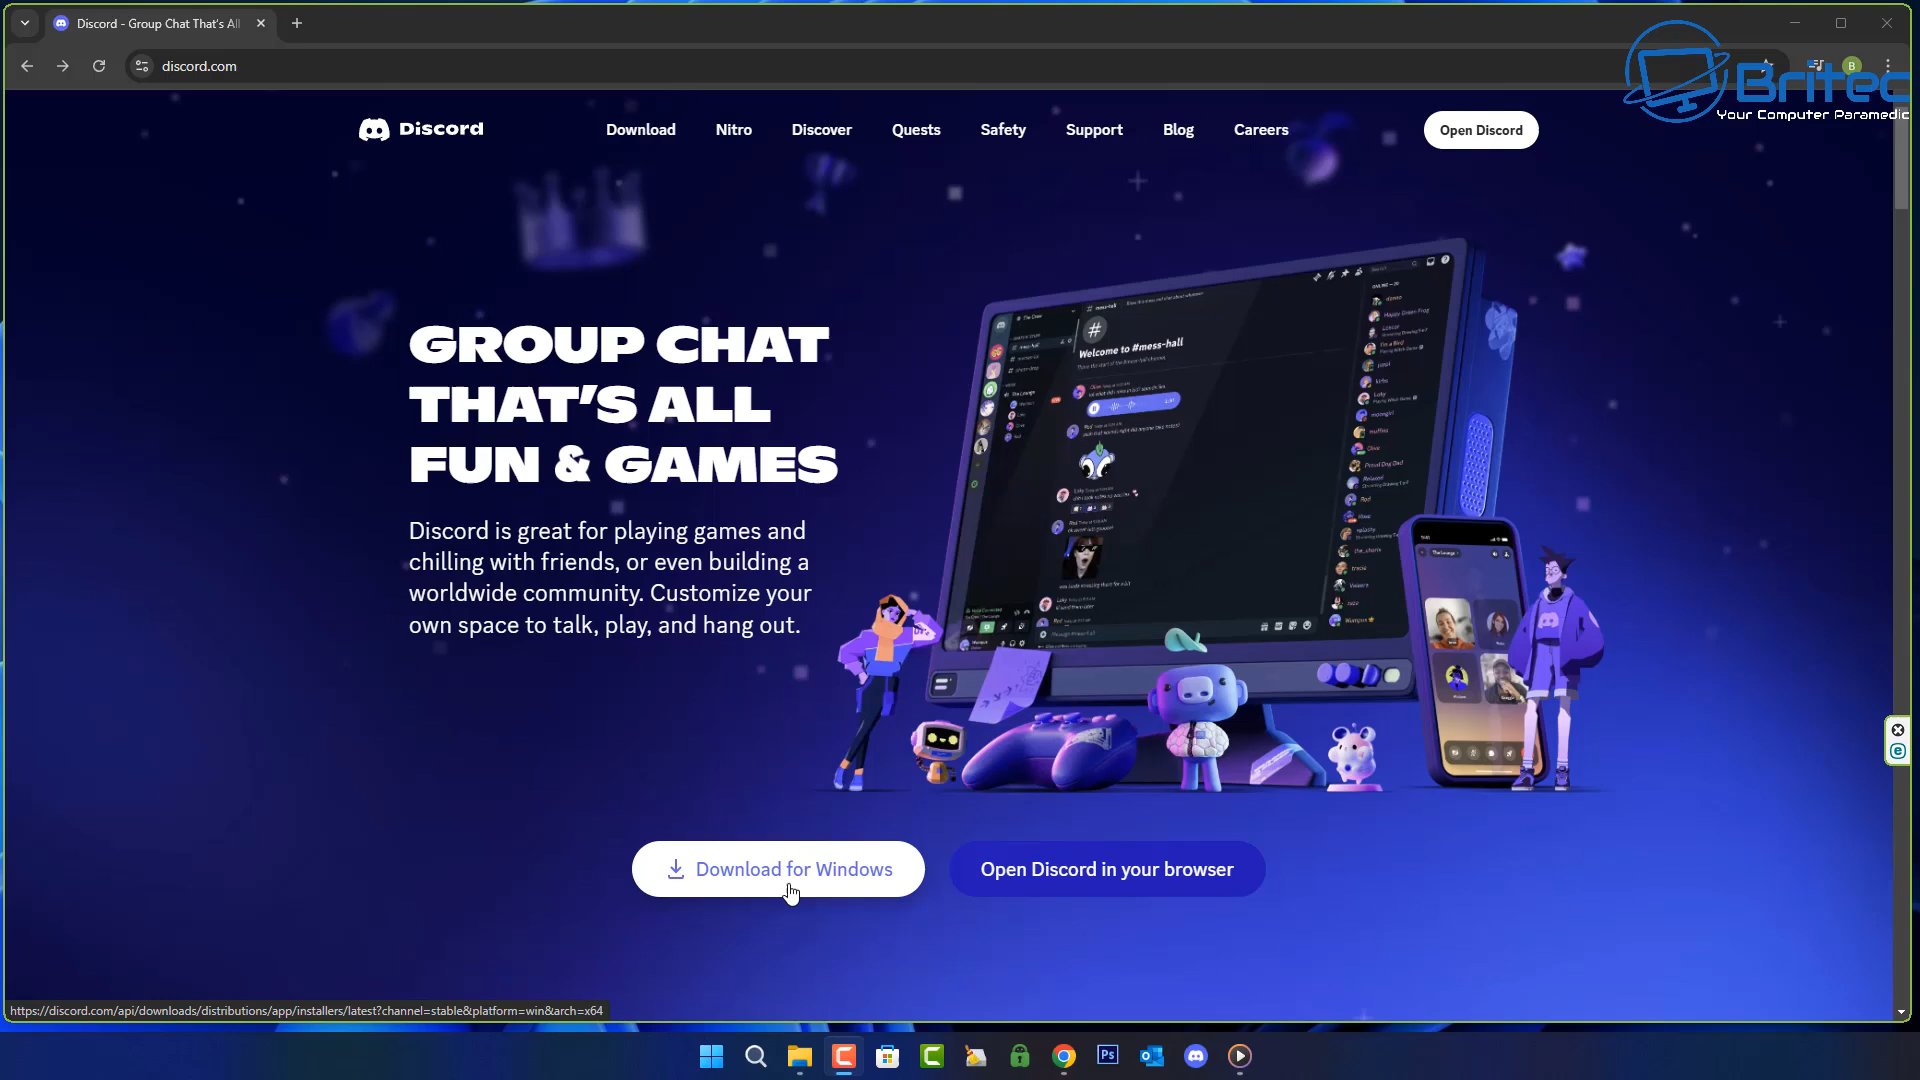 Discord - Group Chat That's All
discord.com
Britec
Your Computer Paramedic
B
Discord
Download
Nitro
Discover
Quests
Safety
Support
Blog
Careers
Open Discord
GROUP CHAT
THAT'S ALL
FUN & GAMES
Discord is great for playing games and
chilling with friends, or even building a
worldwide community. Customize your
own space to talk, play, and hang out.
Welcome to #mess-hall
Download for Windows
Open Discord in your browser
https://discord.com/api/downloads/distributions/app/installers/latest?channel=stable&platform=win&arch=x64
Ps